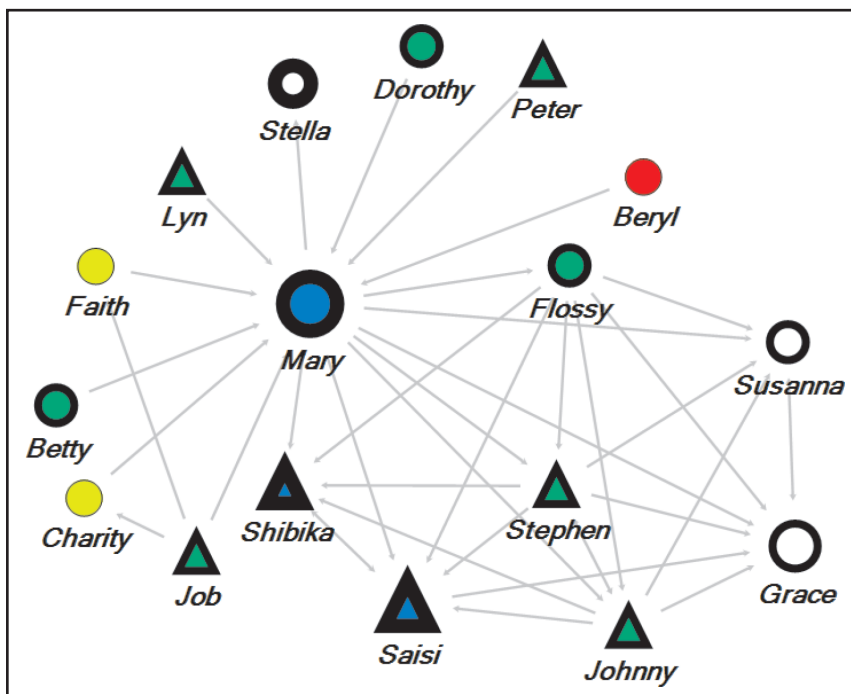 Dorothy
Peter
Stella
Lyn
Beryl
Faith
Flossy
Mary
Susanna
Betty
Shibika
Stephen
Charity
Job
Grace
Saisi
Johnny